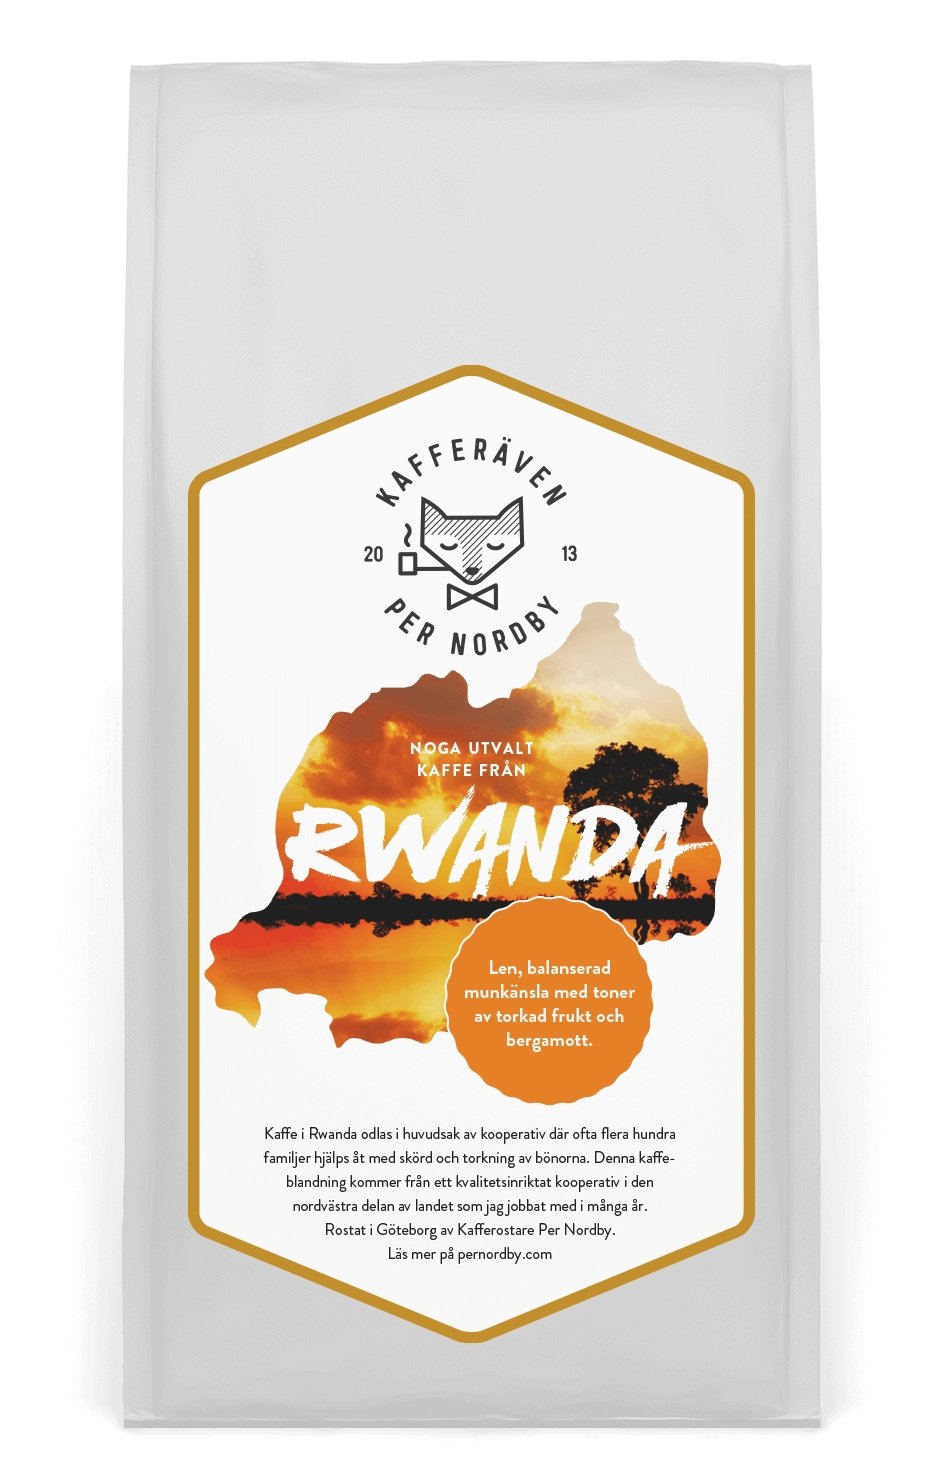 KAFFERÄVEN
20 13
PER NORDBY
NOGA UTVALT
KAFFE FRÅN
RWANDA
Len, balanserad
munkänsla med toner
av torkad frukt och
bergamott.
Kaffe i Rwanda odlas i huvudsak av kooperativ där ofta flera hundra
familjer hjälps åt med skörd och torkning av bönorna. Denna kaffe-
blandning kommer från ett kvalitetsinriktat kooperativ i den
nordvästra delan av landet som jag jobbat med i många år.
Rostat i Göteborg av Kafferostare Per Nordby.
Läs mer på pernordby.com